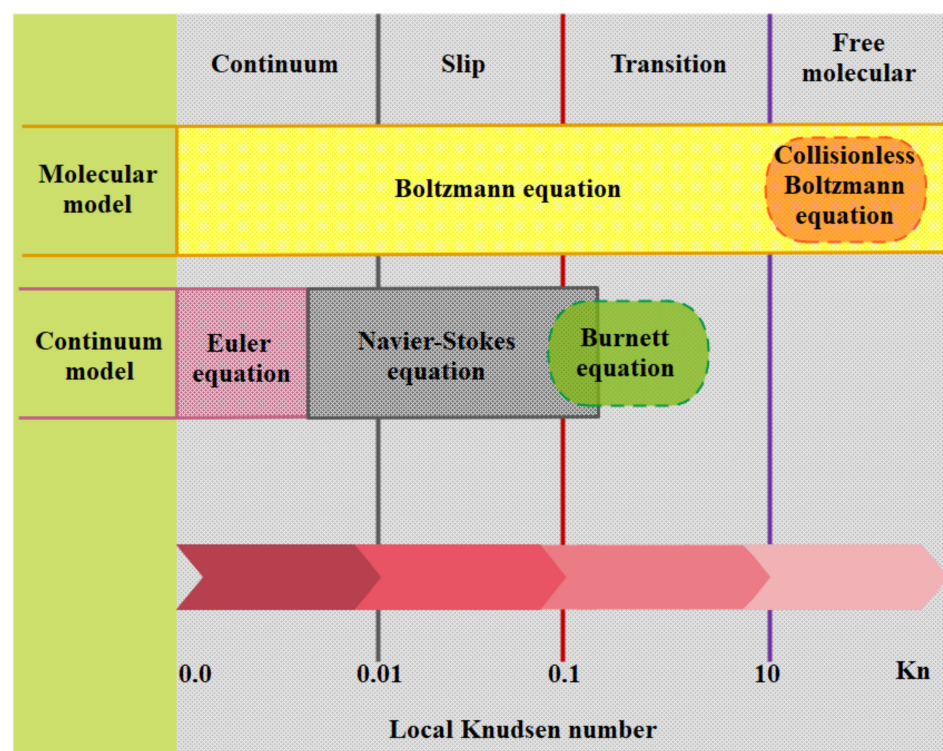 Continuum
Slip
Transition
Free
molecular
Molecular
model
Boltzmann equation
Collisionless
Boltzmann
equation
Continuum
model
Euler
equation
Navier-Stokes
equation
Burnett
equation
0.0
0.01
0.1
10
Kn
Local Knudsen number